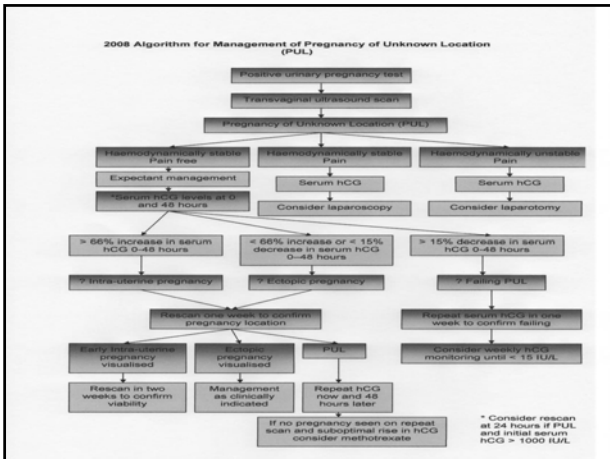 2008 Algorithm for Management of Pregnancy of Unknown Location
(PUL)
Positive urinary pregnancy test
Transvaginal ultrasound scan
Pregnancy of Unknown Location (PUL)
Haemodynamically stable
Pain free
Haemodynamically stable
Pain
Haemodynamically unstable
Pain
Expectant management
Serum hCG
Serum hCG
*Serum hCG levels at 0
and 48 hours
Consider laparoscopy
Consider laparotomy
> 66% increase in serum
hCG 0-48 hours
< 66% increase or < 15%
decrease in serum hCG
0–48 hours
> 15% decrease in serum
hCG 0-48 hours
? Intra-uterine pregnancy
? Ectopic pregnancy
? Failing PUL
Rescan one week to confirm
pregnancy location
Repeat serum hCG in one
week to confirm failing
Early Intra-uterine
pregnancy
visualised
Ectopic
pregnancy
visualised
PUL
Consider weekly hCG
monitoring until < 15 IU/L
Rescan in two
weeks to confirm
viability
Management
as clinically
indicated
Repeat hCG
now and 48
hours later
If no pregnancy seen on repeat
scan and suboptimal rise in hCG
consider methotrexate
* Consider rescan
at 24 hours if PUL
and initial serum
hCG > 1000 IU/L